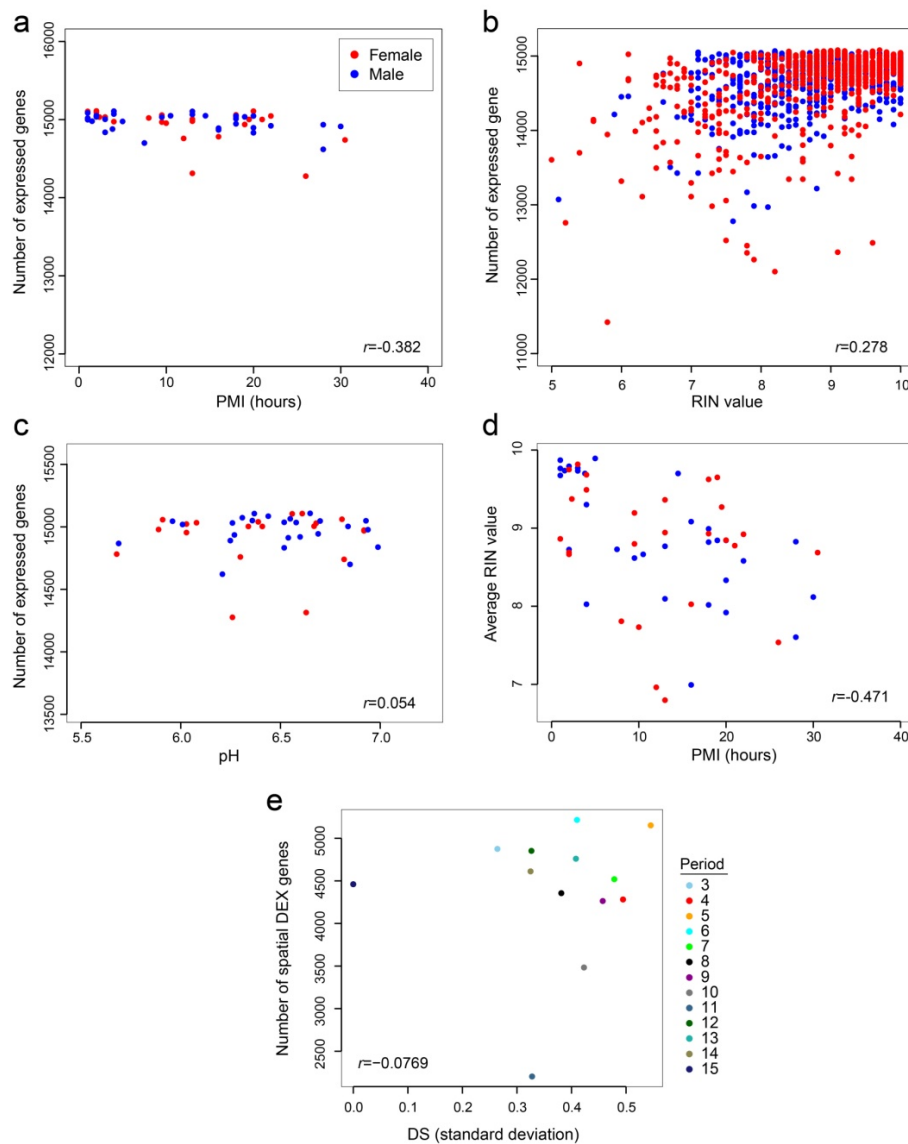 a
Number of expressed genes
16000
15000
14000
13000
12000
Female
Male
r=-0.382
0 10 20 30 40
PMI (hours)
b
Number of expressed gene
15000
14000
13000
12000
11000
r=0.278
5 6 7 8 9 10
RIN value
c
Number of expressed genes
15500
15000
14500
14000
13500
r=0.054
5.5 6.0 6.5 7.0
pH
d
Average RIN value
10
9
8
7
r=-0.471
0 10 20 30 40
PMI (hours)
e
Number of spatial DEX genes
5000
4500
4000
3500
3000
2500
r=−0.0769
0.0 0.1 0.2 0.3 0.4 0.5
DS (standard deviation)
Period
3
4
5
6
7
8
9
10
11
12
13
14
15